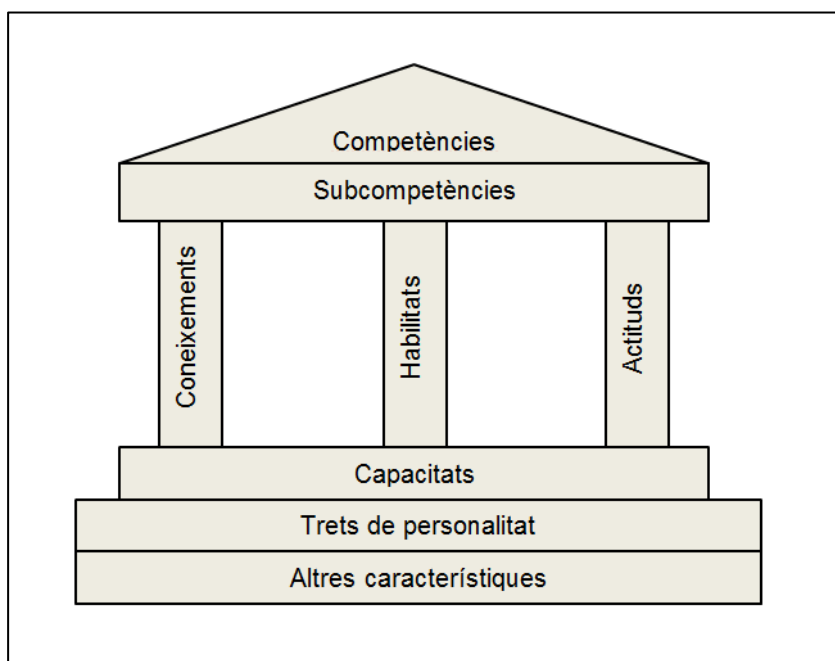 Competències
Subcompetències
Coneixements
Habilitats
Actituds
Capacitats
Trets de personalitat
Altres característiques